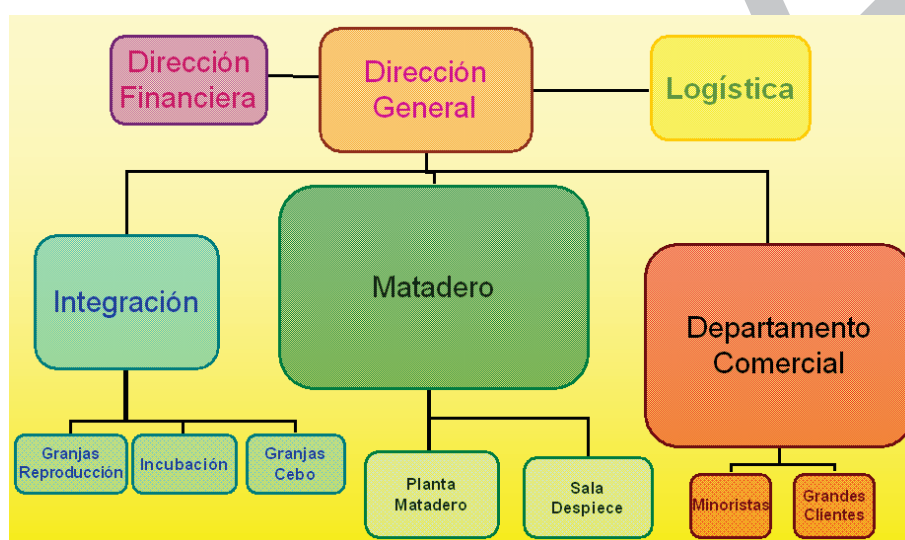 Dirección
Financiera
Dirección
General
Logística
Integración
Matadero
Departamento
Comercial
Granjas
Reproducción
Incubación
Granjas
Cebo
Planta
Matadero
Sala
Despiece
Minoristas
Grandes
Clientes